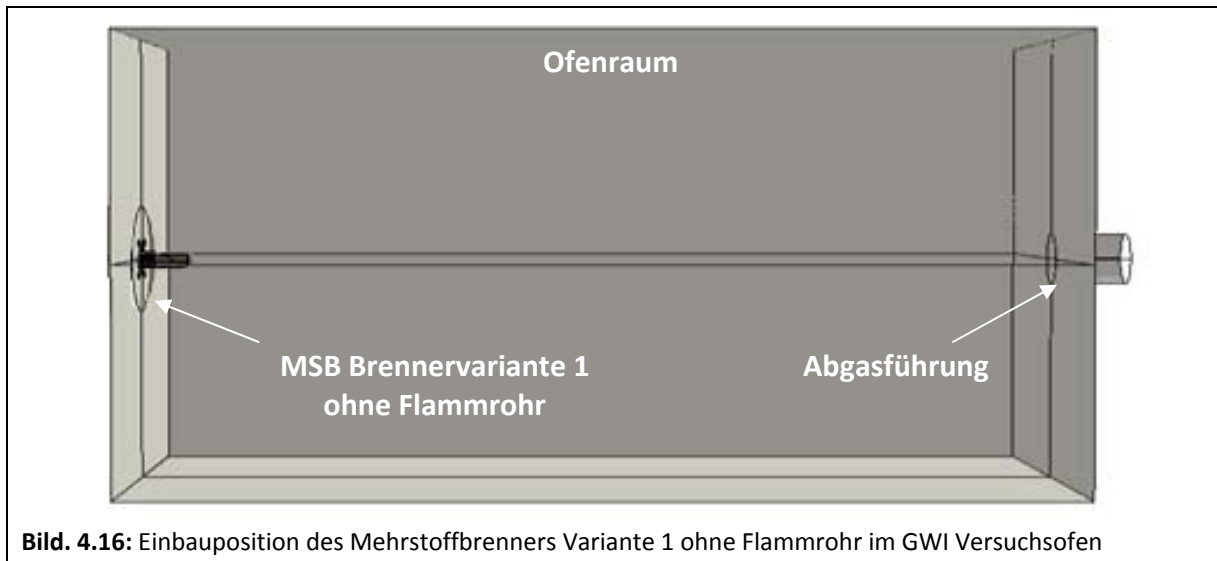 Ofenraum
MSB Brennervariante 1
ohne Flammrohr
Abgasführung
Bild. 4.16: Einbauposition des Mehrstoffbrenners Variante 1 ohne Flammrohr im GWI Versuchsofen